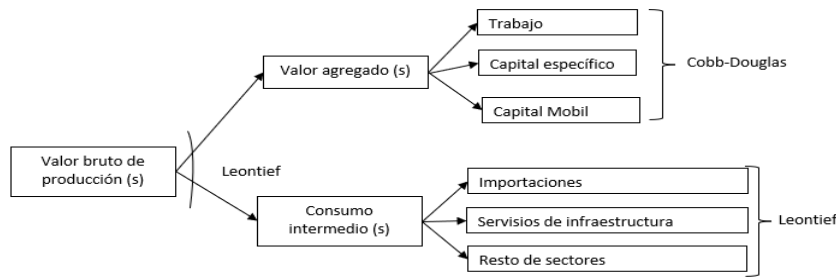 Trabajo
Valor agregado (s)
Capital específico
Cobb-Douglas
Capital Mobil
Valor bruto de
producción (s)
Leontief
Importaciones
Consumo
intermedio (s)
Servisios de infraestructura
Leontief
Resto de sectores